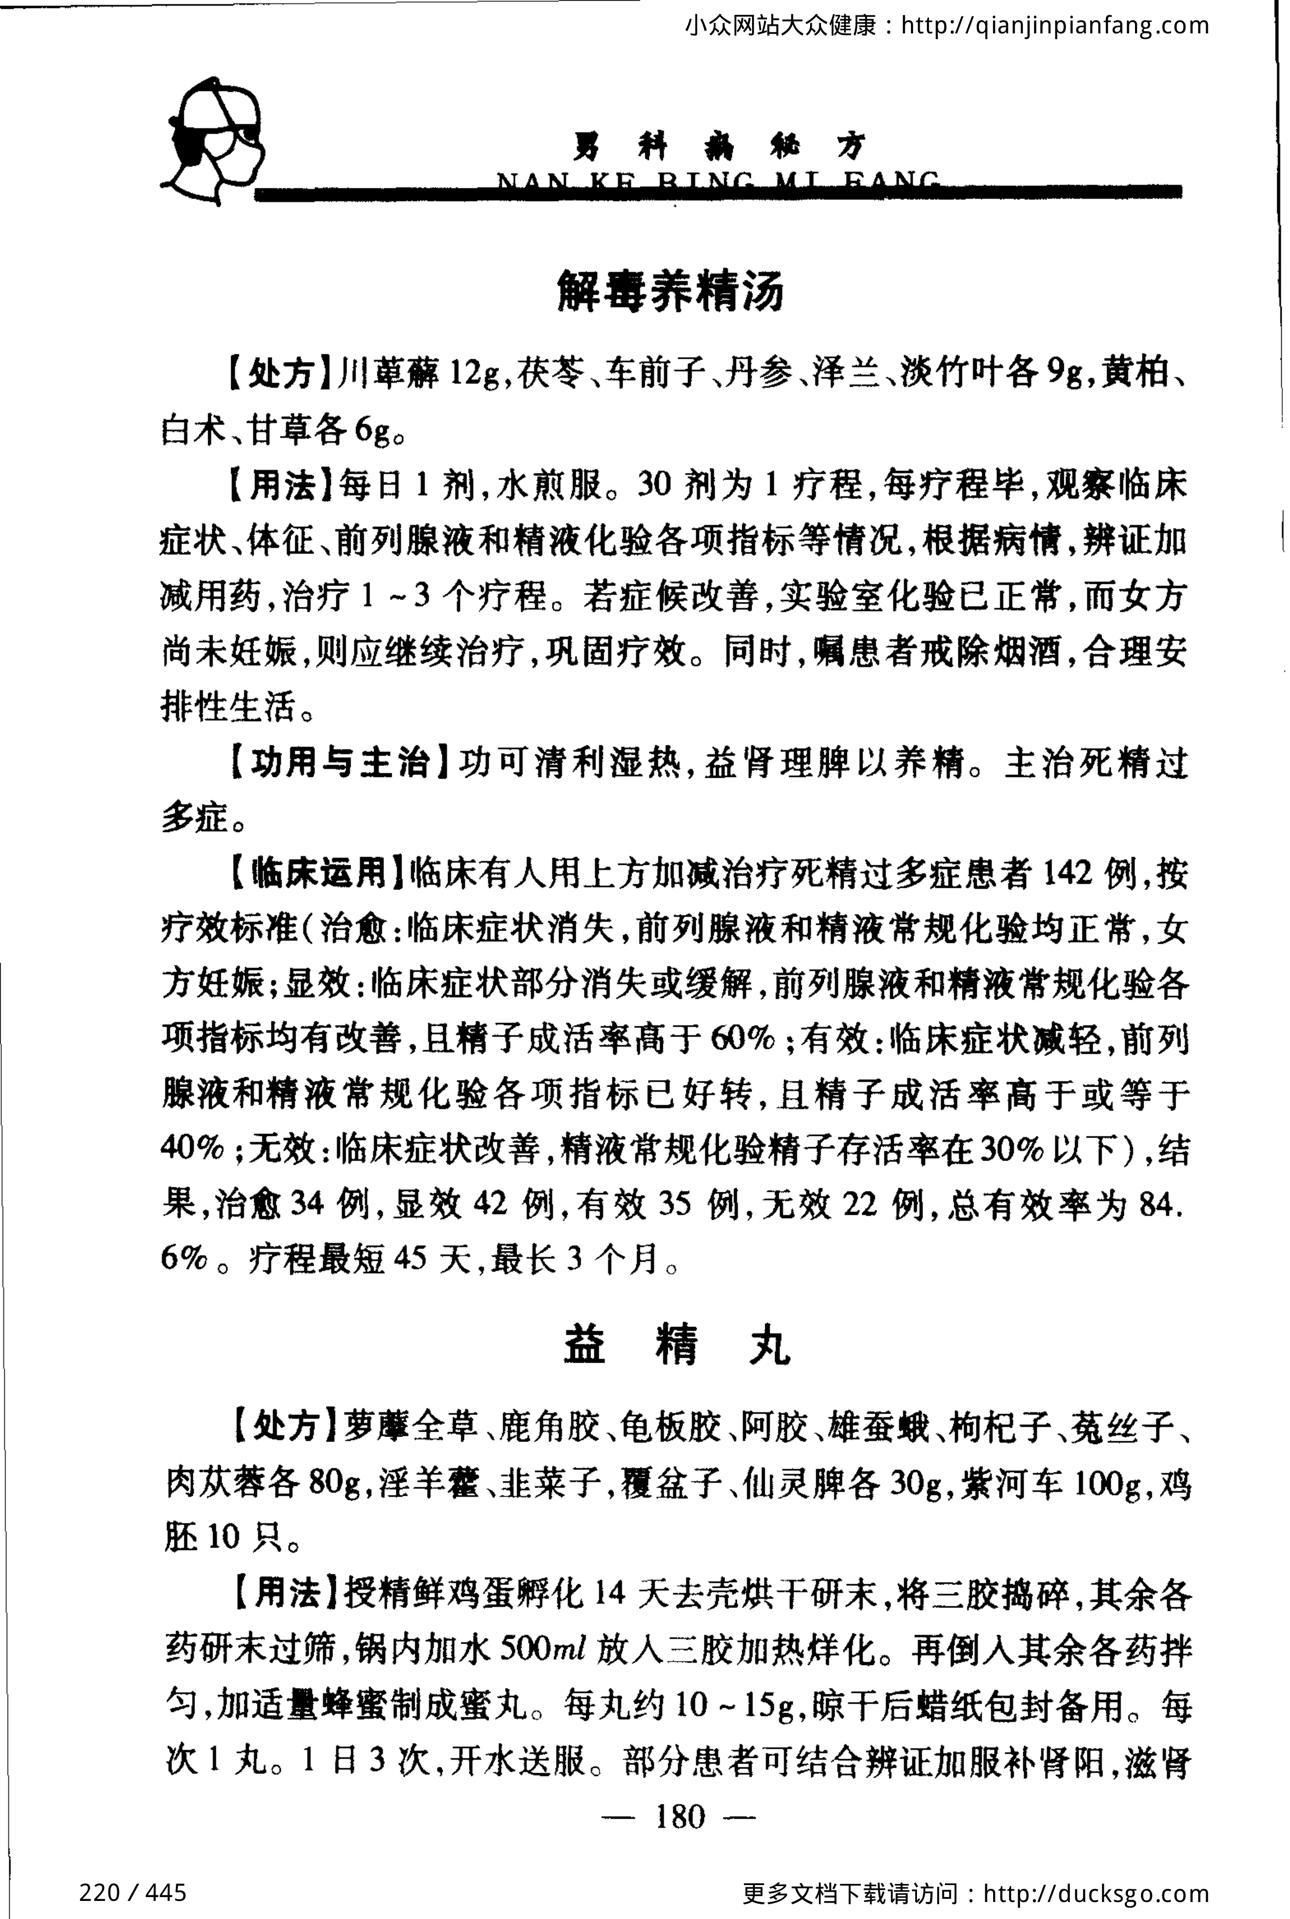 小众网站大众健康：http://qianjinpianfang.com
男科病秘方
NAN KE BING MI FANG
解毒养精汤
【处方】川萆薢 12g,茯苓、车前子、丹参、泽兰、淡竹叶各 9g,黄柏、
白术、甘草各 6g。
【用法】每日 1 剂,水煎服。30 剂为 1 疗程,每疗程毕,观察临床
症状、体征、前列腺液和精液化验各项指标等情况,根据病情,辨证加
减用药,治疗 1 ~ 3 个疗程。若症候改善,实验室化验已正常,而女方
尚未妊娠,则应继续治疗,巩固疗效。同时,嘱患者戒除烟酒,合理安
排性生活。
【功用与主治】功可清利湿热,益肾理脾以养精。主治死精过
多症。
【临床运用】临床有人用上方加减治疗死精过多症患者 142 例,按
疗效标准(治愈:临床症状消失,前列腺液和精液常规化验均正常,女
方妊娠;显效:临床症状部分消失或缓解,前列腺液和精液常规化验各
项指标均有改善,且精子成活率高于 60%;有效:临床症状减轻,前列
腺液和精液常规化验各项指标已好转,且精子成活率高于或等于
40%;无效:临床症状改善,精液常规化验精子存活率在 30% 以下),结
果,治愈 34 例,显效 42 例,有效 35 例,无效 22 例,总有效率为 84.
6%。疗程最短 45 天,最长 3 个月。
益精丸
【处方】萝藦全草、鹿角胶、龟板胶、阿胶、雄蚕蛾、枸杞子、菟丝子、
肉苁蓉各 80g,淫羊藿、韭菜子,覆盆子、仙灵脾各 30g,紫河车 100g,鸡
胚 10 只。
【用法】授精鲜鸡蛋孵化 14 天去壳烘干研末,将三胶捣碎,其余各
药研末过筛,锅内加水 500ml 放人三胶加热烊化。再倒入其余各药拌
匀,加适量蜂蜜制成蜜丸。每丸约 10 ~ 15g,晾干后蜡纸包封备用。每
次 1 丸。1 日 3 次,开水送服。部分患者可结合辨证加服补肾阳,滋肾
— 180 —
220 / 445
更多文档下载请访问：http://ducksgo.com